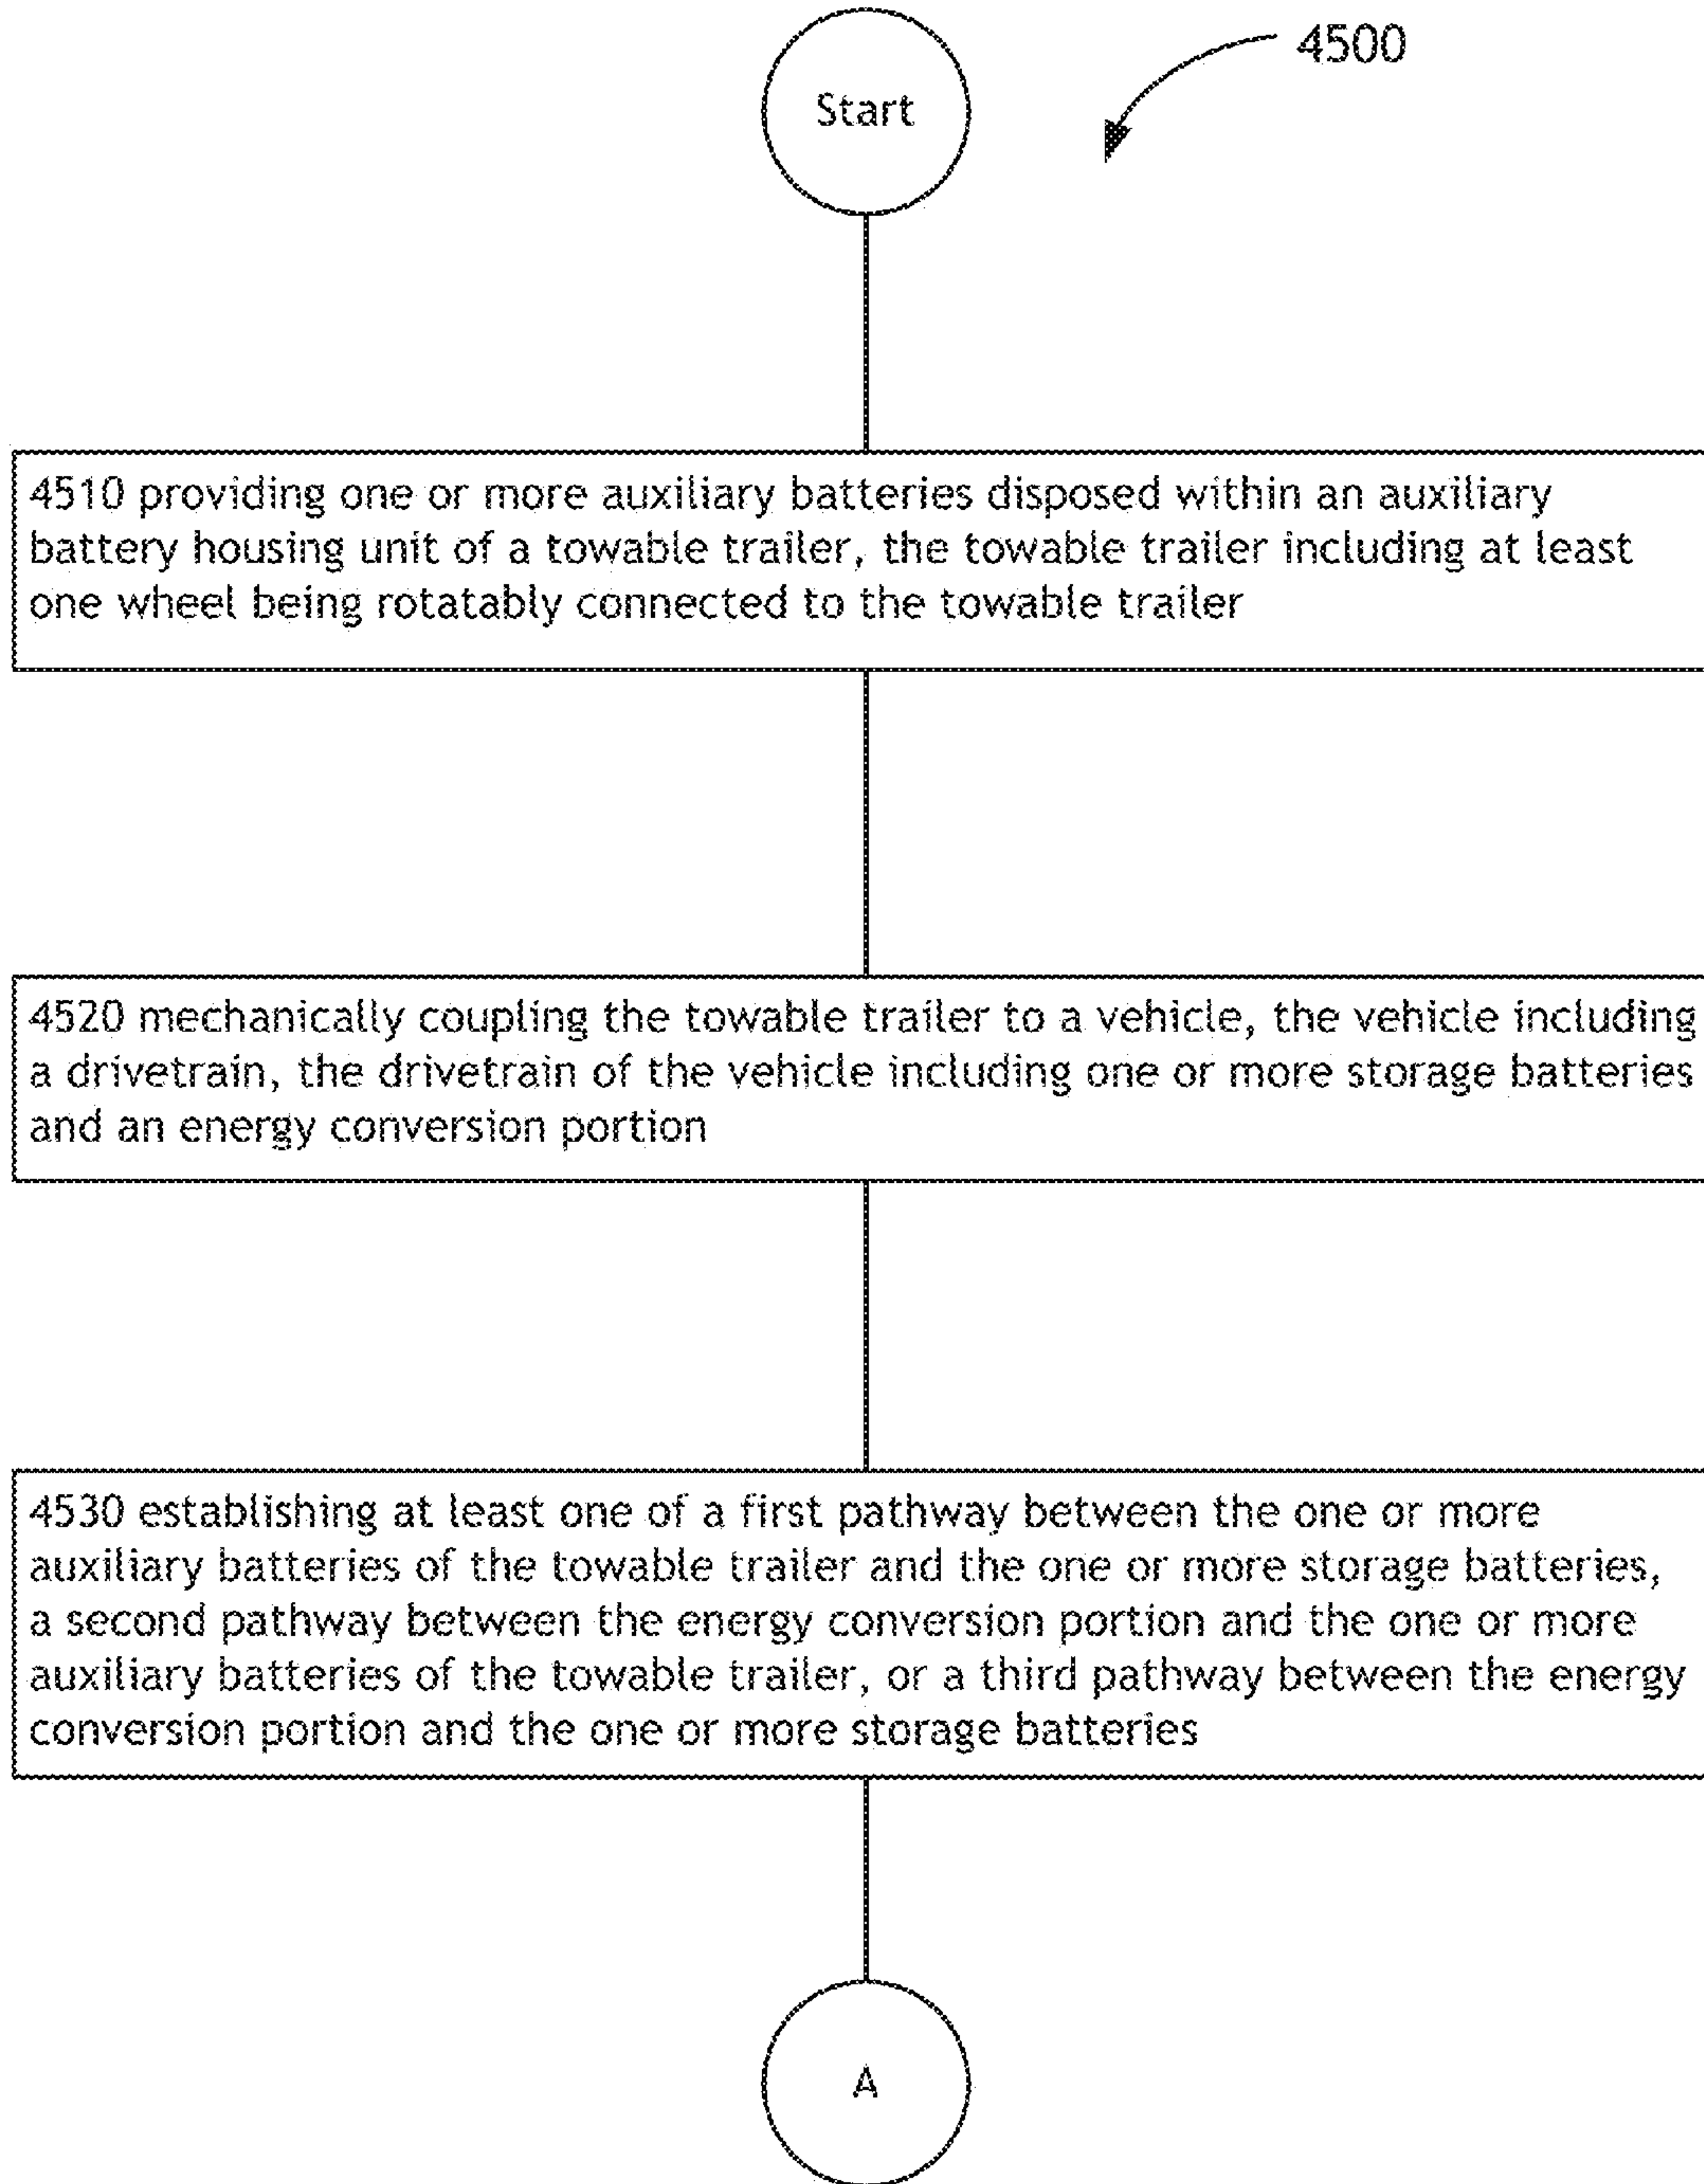 4500
Start
4510 providing one or more auxiliary batteries disposed within an auxiliary
battery housing unit of a towable trailer, the towable trailer including at least
one wheel being rotatably connected to the towable trailer
4520 mechanically coupling the towable trailer to a vehicle, the vehicle including
a drivetrain, the drivetrain of the vehicle including one or more storage batteries
and an energy conversion portion
4530 establishing at least one of a first pathway between the one or more
auxiliary batteries of the towable trailer and the one or more storage batteries,
a second pathway between the energy conversion portion and the one or more
auxiliary batteries of the towable trailer, or a third pathway between the energy
conversion portion and the one or more storage batteries
A